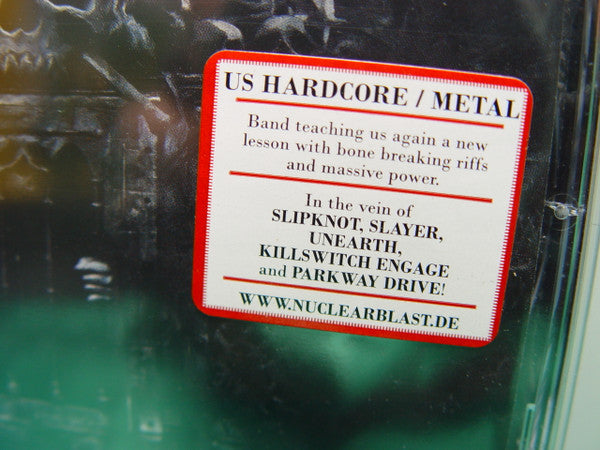 US HARDCORE / METAL
Band teaching us again a new
lesson with bone breaking riffs
and massive power.
In the vein of
SLIPKNOT, SLAYER,
UNEARTH,
KILLSWITCH ENGAGE
and PARKWAY DRIVE!
WWW.NUCLEARBLAST.DE